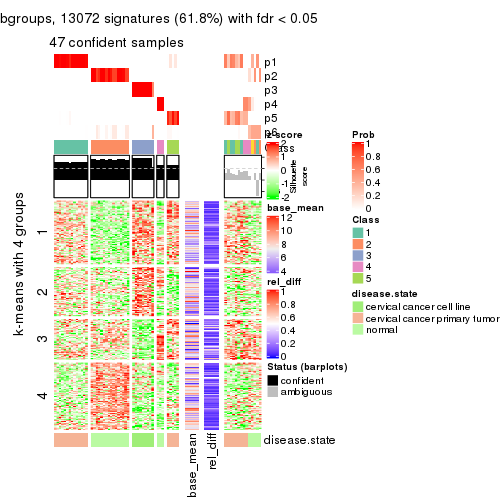 bgroups, 13072 signatures (61.8%) with fdr < 0.05
47 confident samples
p1
p2
p3
p4
p5
p6
Class
z-score
2
1
0
-1
-2
Silhouette
score
base_mean
12
10
8
6
4
rel_diff
1
0.8
0.6
0.4
0.2
0
Status (barplots)
confident
ambiguous
Prob
1
0.8
0.6
0.4
0.2
0
Class
1
2
3
4
5
disease.state
cervical cancer cell line
cervical cancer primary tumor
normal
k-means with 4 groups
1
2
3
4
disease.state
base_mean
rel_diff